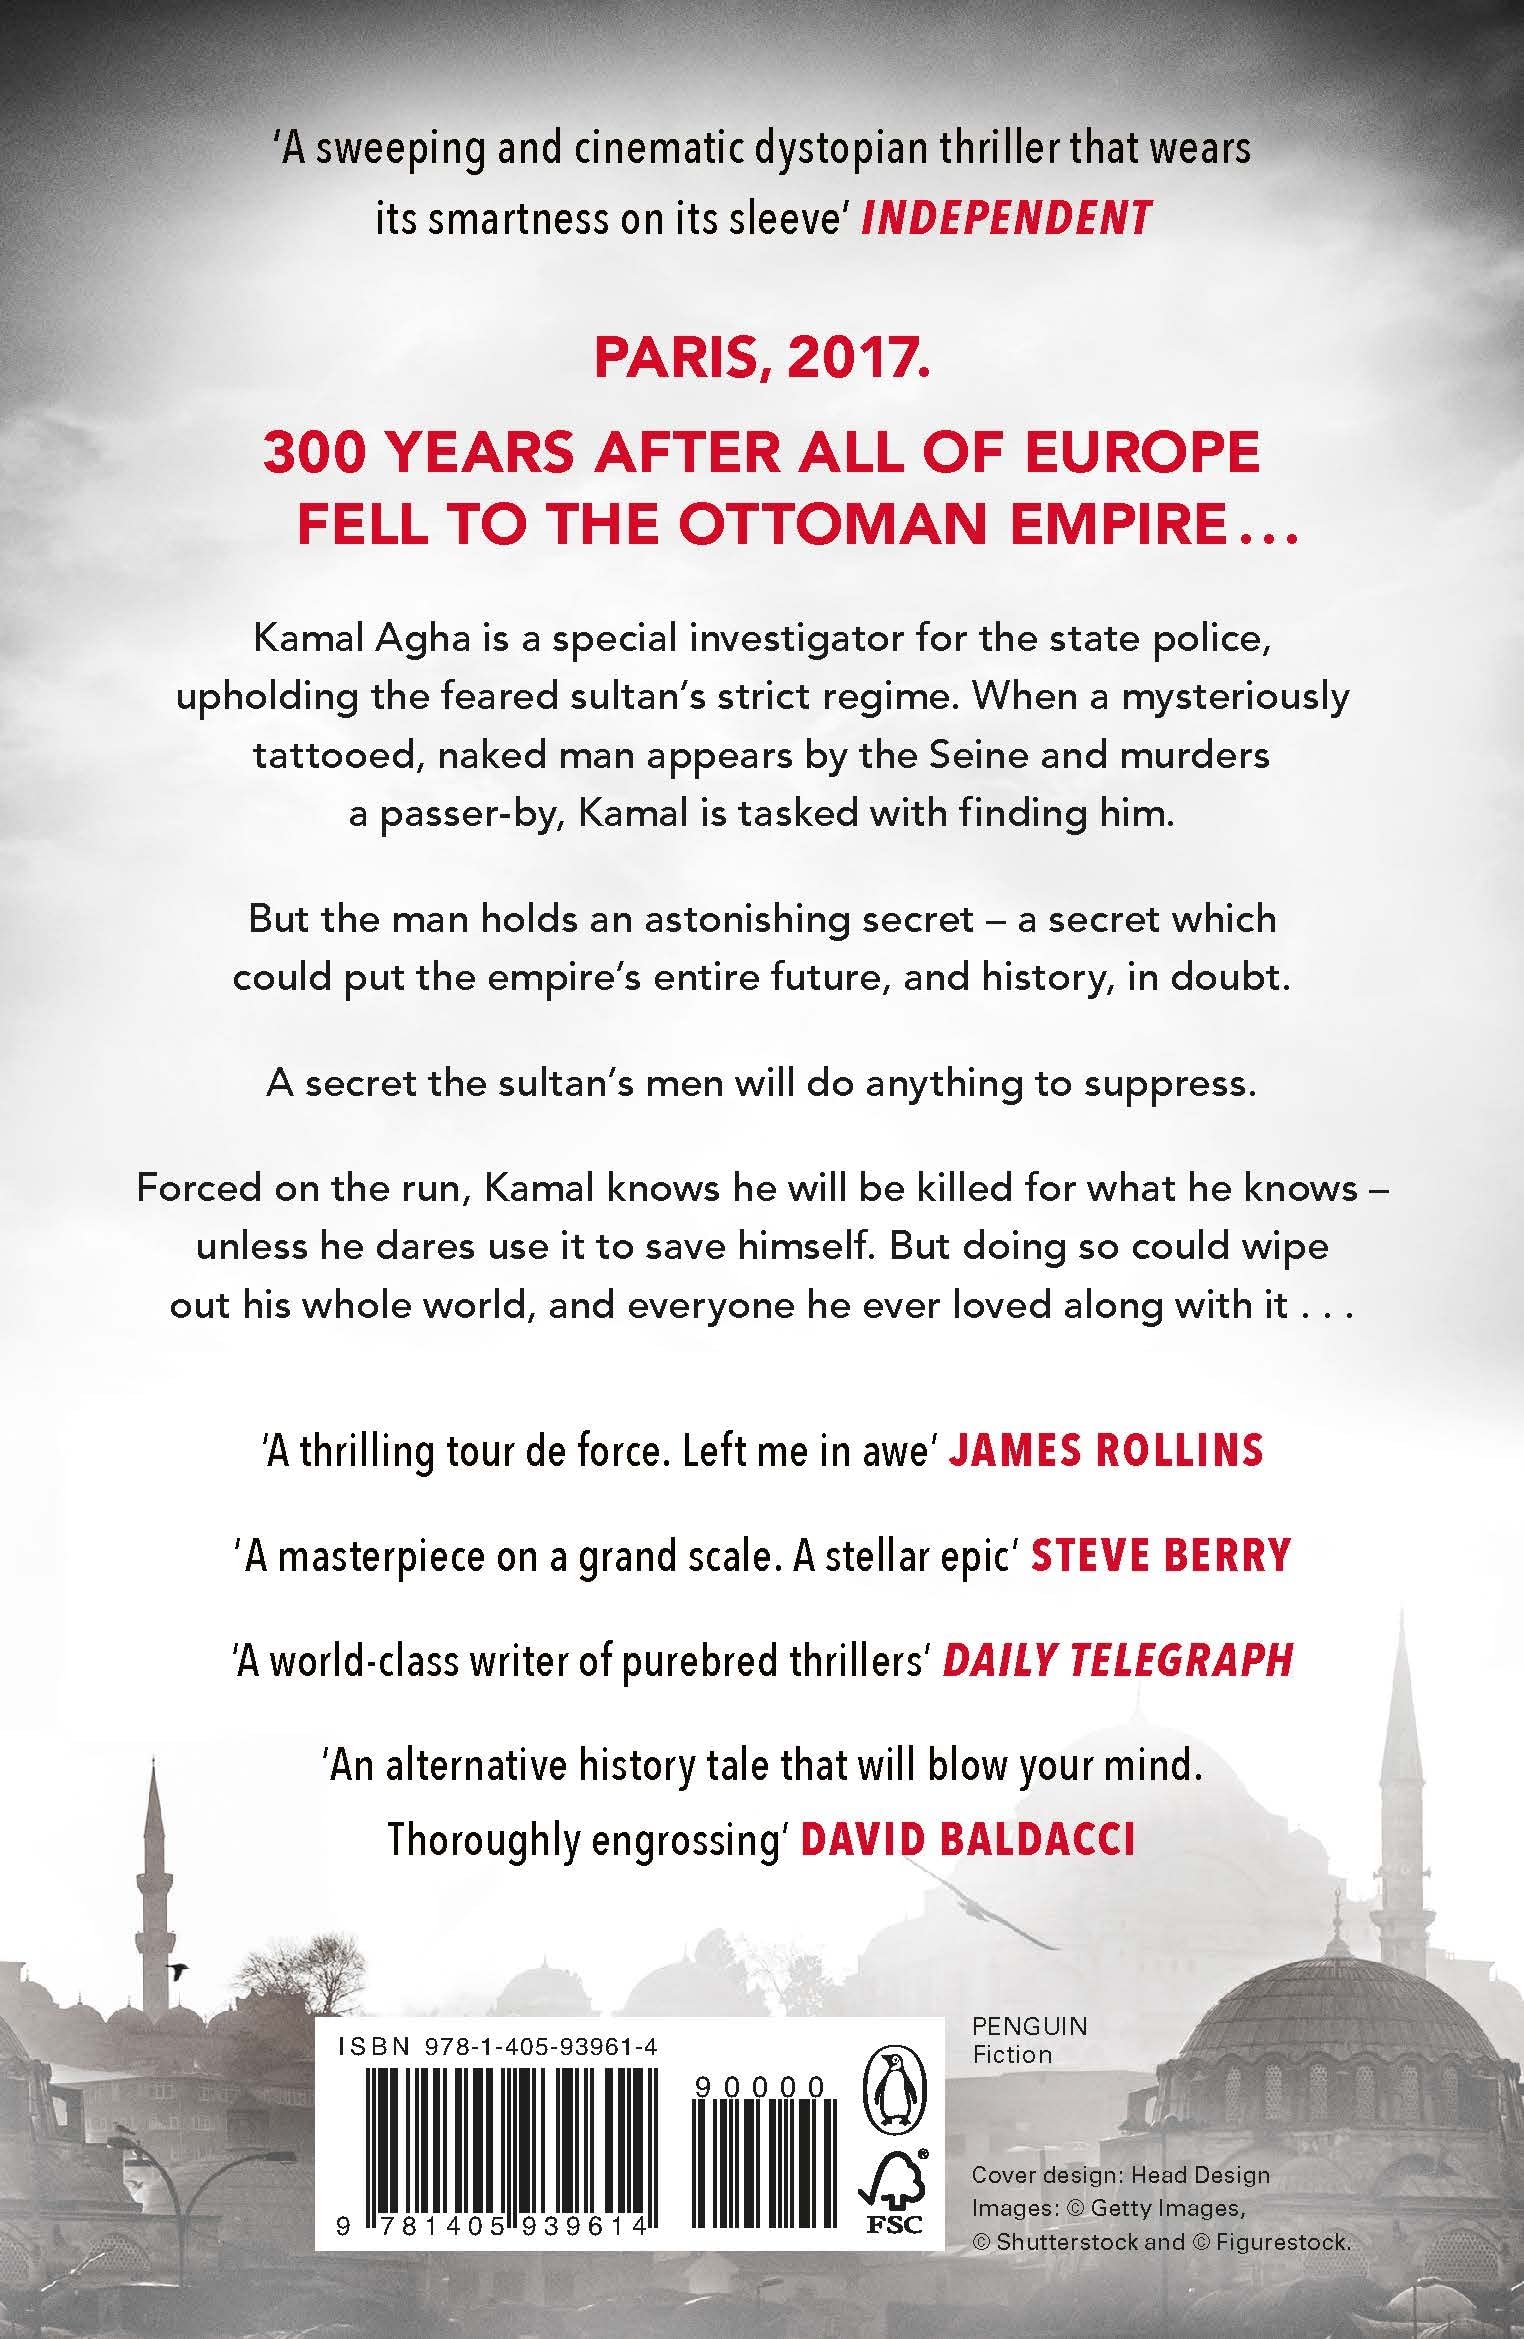 ‘A sweeping and cinematic dystopian thriller that wears
its smartness on its sleeve’ INDEPENDENT
PARIS, 2017.
300 YEARS AFTER ALL OF EUROPE
FELL TO THE OTTOMAN EMPIRE...
Kamal Agha is a special investigator for the state police,
upholding the feared sultan’s strict regime. When a mysteriously
tattooed, naked man appears by the Seine and murders
a passer-by, Kamal is tasked with finding him.
But the man holds an astonishing secret – a secret which
could put the empire’s entire future, and history, in doubt.
A secret the sultan’s men will do anything to suppress.
Forced on the run, Kamal knows he will be killed for what he knows –
unless he dares use it to save himself. But doing so could wipe
out his whole world, and everyone he ever loved along with it . . .
‘A thrilling tour de force. Left me in awe’ JAMES ROLLINS
‘A masterpiece on a grand scale. A stellar epic’ STEVE BERRY
‘A world-class writer of purebred thrillers’ DAILY TELEGRAPH
‘An alternative history tale that will blow your mind.
Thoroughly engrossing’ DAVID BALDACCI
ISBN 978-1-405-93961-4
90000
9 781405 939614
FSC
®
PENGUIN
Fiction
Cover design: Head Design
Images: © Getty Images,
© Shutterstock and © Figurestock.